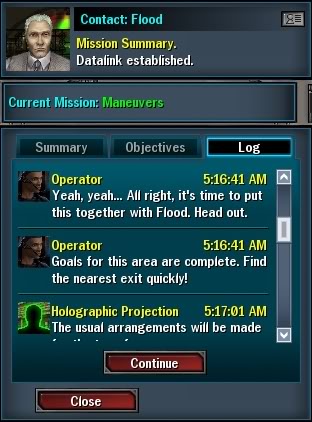 Contact: Flood
Mission Summary.
Datalink established.
Current Mission: Maneuvers
Summary Objectives Log
Operator 5:16:41 AM
Yeah, yeah... All right, it's time to put
this together with Flood. Head out.
Operator 5:16:41 AM
Goals for this area are complete. Find
the nearest exit quickly!
Holographic Projection 5:17:01 AM
The usual arrangements will be made
Continue
Close